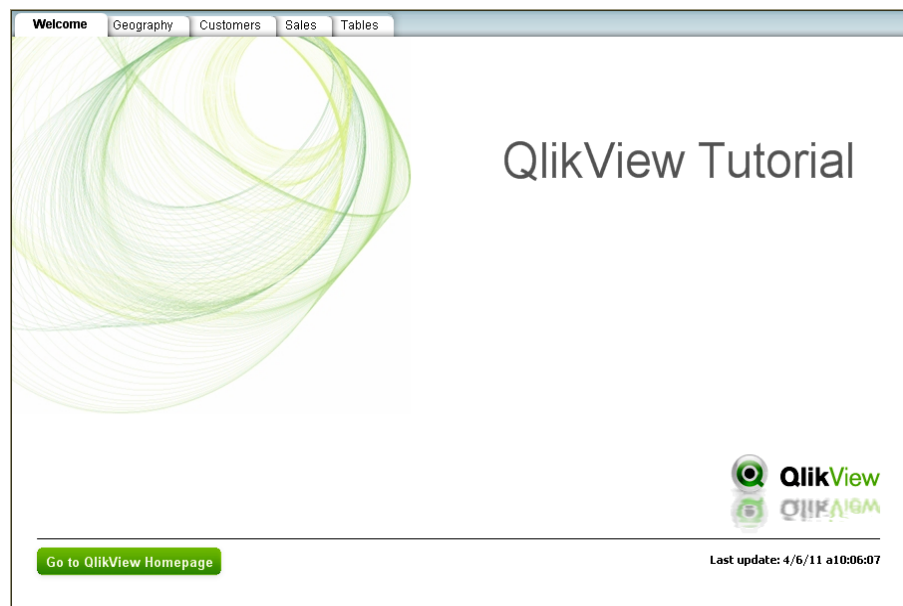 Welcome Geography Customers Sales Tables
QlikView Tutorial
QlikView
Go to QlikView Homepage Last update: 4/6/11 a10:06:07